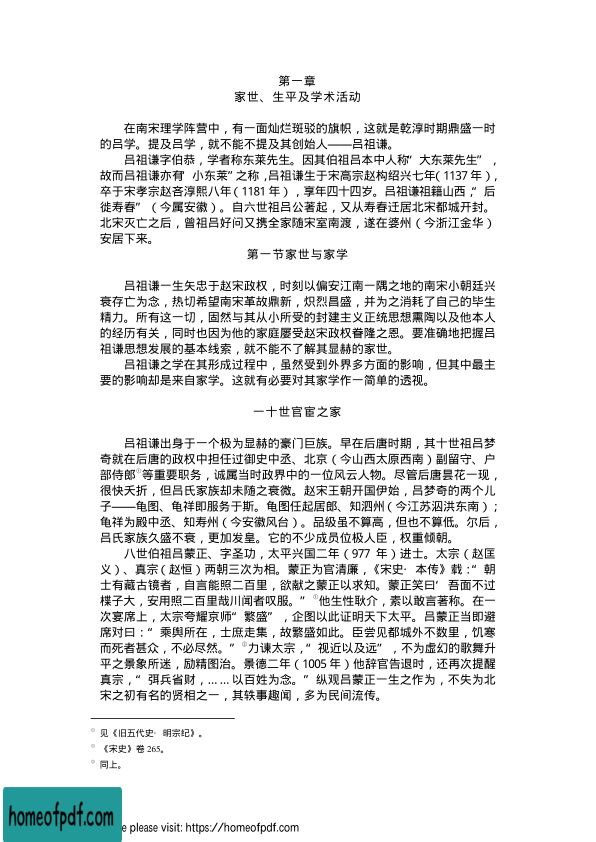 第一章
家世、生平及学术活动
在南宋理学阵营中，有一面灿烂斑驳的旗帜，这就是乾淳时期鼎盛一时
的吕学。提及吕学，就不能不提及其创始人——吕祖谦。
吕祖谦字伯恭，学者称东莱先生。因其伯祖吕本中人称“大东莱先生”，
故而吕祖谦亦有“小东莱”之称，吕祖谦生于宋高宗赵构绍兴七年（1137年），
卒于宋孝宗赵吝淳熙八年（1181年），享年四十四岁。吕祖谦祖籍山西，“后
徙寿春”（今属安徽）。自六世祖吕公著起，又从寿春迁居北宋都城开封。
北宋灭亡之后，曾祖吕好问又携全家随宋室南渡，遂在婺州（今浙江金华）
安居下来。
第一节家世与家学
吕祖谦一生矢忠于赵宋政权，时刻以偏安江南一隅之地的南宋小朝廷兴
衰存亡为念，热切希望南宋革故鼎新，炽烈昌盛，并为之消耗了自己的毕生
精力。所有这一切，固然与其从小所受的封建主义正统思想熏陶以及他本人
的经历有关，同时也因为他的家庭屡受赵宋政权眷隆之恩。要准确地把握吕
祖谦思想发展的基本线索，就不能不了解其显赫的家世。
吕祖谦之学在其形成过程中，虽然受到外界多方面的影响，但其中最主
要的影响却是来自家学。这就有必要对其家学作一简单的透视。
一十世官宦之家
吕祖谦出身于一个极为显赫的豪门巨族。早在后唐时期，其十世祖吕梦
奇就在后唐的政权中担任过御史中丞、北京（今山西太原西南）副留守、户
部侍郎①等重要职务，诚属当时政界中的一位风云人物。尽管后唐昙花一现，
很快夭折，但吕氏家族却未随之衰微。赵宋王朝开国伊始，吕梦奇的两个儿
子——龟图、龟祥即服务于斯。龟图任起居郎、知泗州（今江苏泗洪东南）；
龟祥为殿中丞、知寿州（今安徽凤台）。品级虽不算高，但也不算低。尔后，
吕氏家族久盛不衰，更加发皇。它的不少成员位极人臣，权重倾朝。
八世伯祖吕蒙正、字圣功，太平兴国二年（977 年）进士。太宗（赵匡
义）、真宗（赵恒）两朝三次为相。蒙正为官清廉，《宋史·本传》载：“朝
士有藏古镜者，自言能照二百里，欲献之蒙正以求知。蒙正笑曰‘吾面不过
楪子大，安用照二百里哉川闻者叹服。”①他生性耿介，素以敢言著称。在一
次宴席上，太宗夸耀京师“繁盛”，企图以此证明天下太平。吕蒙正当即避
席对曰：“乘舆所在，士庶走集，故繁盛如此。臣尝见都城外不数里，饥寒
而死者甚众，不必尽然。”②力谏太宗，“视近以及远”，不为虚幻的歌舞升
平之景象所迷，励精图治。景德二年（1005年）他辞官告退时，还再次提醒
真宗，“弭兵省财，……以百姓为念。”纵观吕蒙正一生之作为，不失为北
宋之初有名的贤相之一，其轶事趣闻，多为民间流传。
① 见《旧五代史·明宗纪》。
① 《宋史》卷265。
② 同上。
homeofpdf.com
e please visit: https://homeofpdf.com